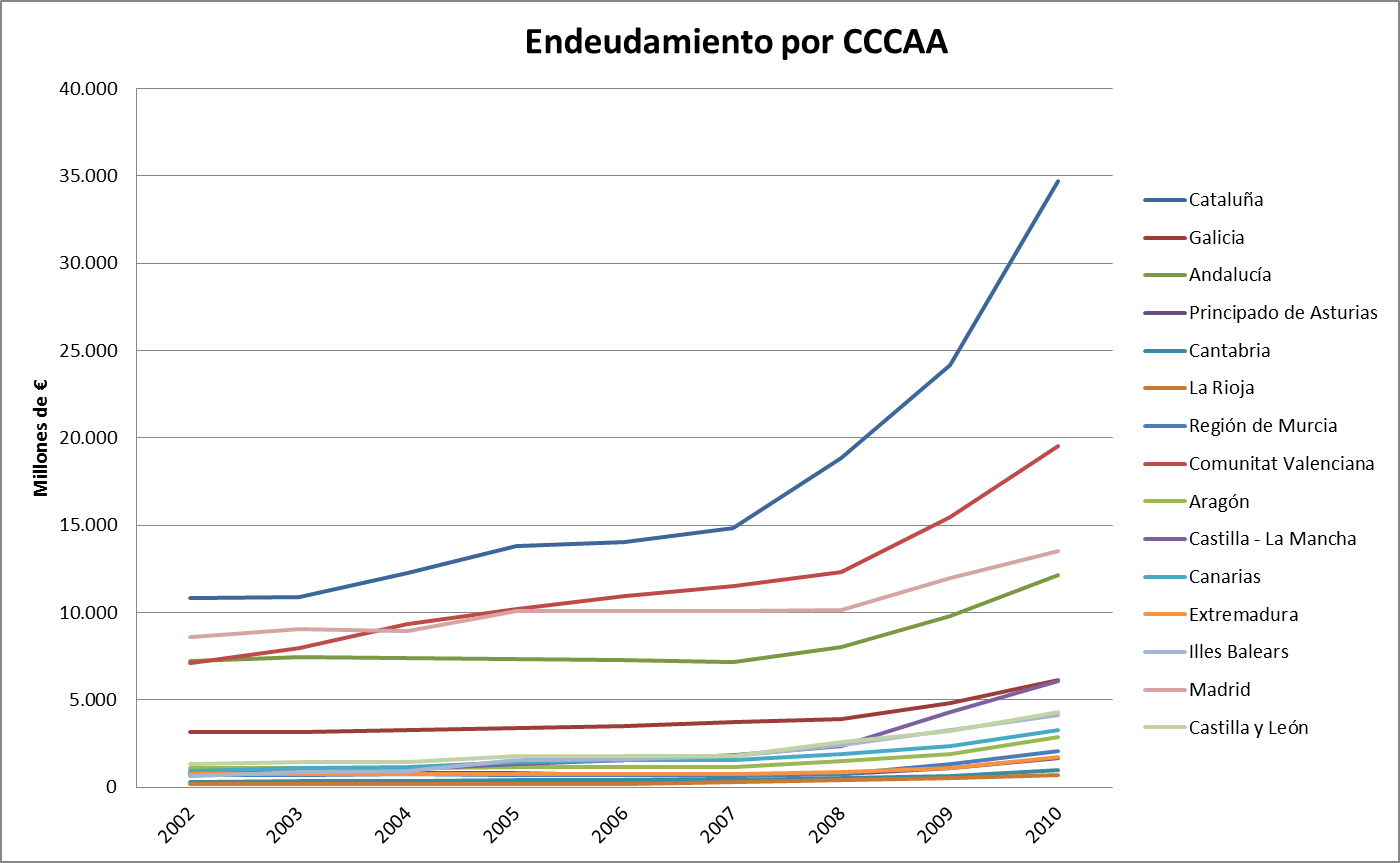 Endeudamiento por CCCAA
Millones de €
40.000
35.000
30.000
25.000
20.000
15.000
10.000
5.000
0
2002
2003
2004
2005
2006
2007
2008
2009
2010
Cataluña
Galicia
Andalucía
Principado de Asturias
Cantabria
La Rioja
Región de Murcia
Comunitat Valenciana
Aragón
Castilla - La Mancha
Canarias
Extremadura
Illes Balears
Madrid
Castilla y León